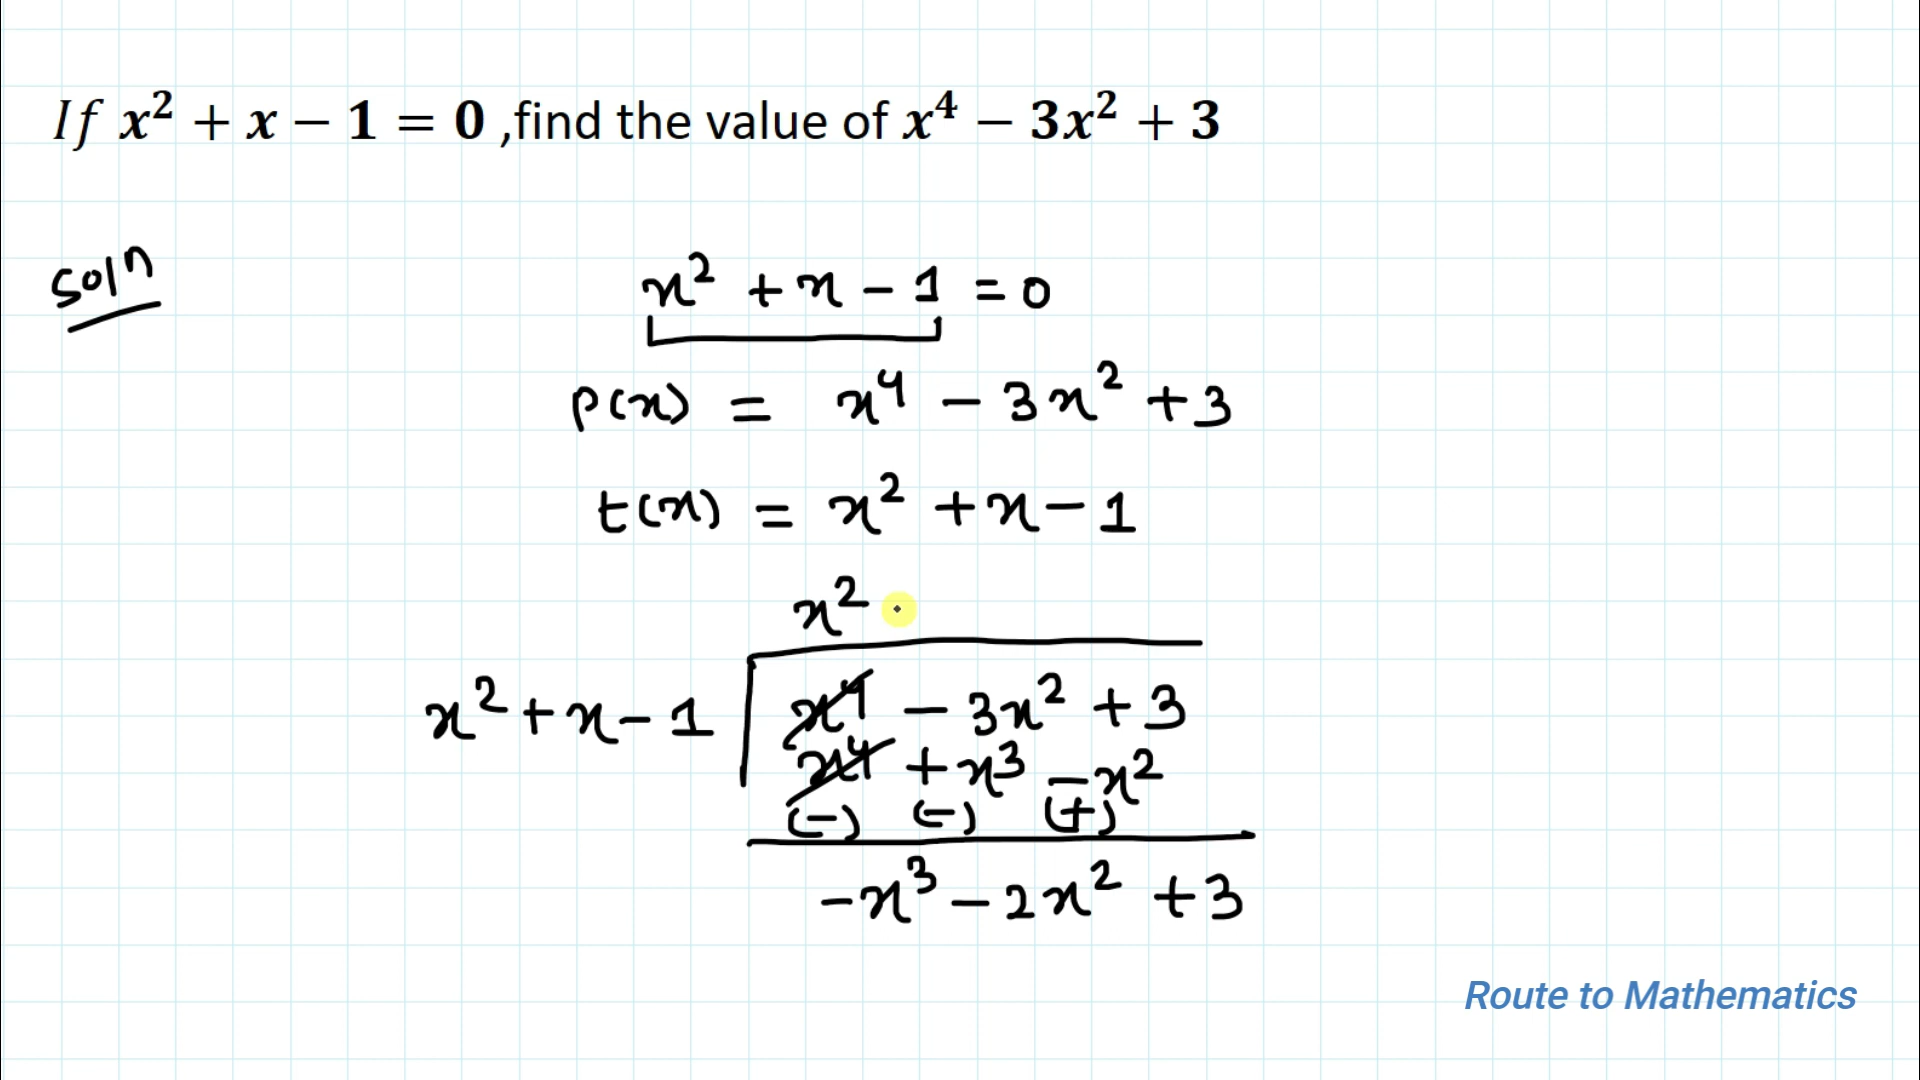 If x² + x − 1 = 0 ,find the value of x⁴ − 3x² + 3
Solⁿ
x² + x − 1 = 0
P(x) = x⁴ − 3x² + 3
t(x) = x² + x − 1
x²
x² + x − 1 x⁴ − 3x² + 3
x⁴ + x³ − x²
(−) (−) (+)
−x³ − 2x² + 3
Route to Mathematics